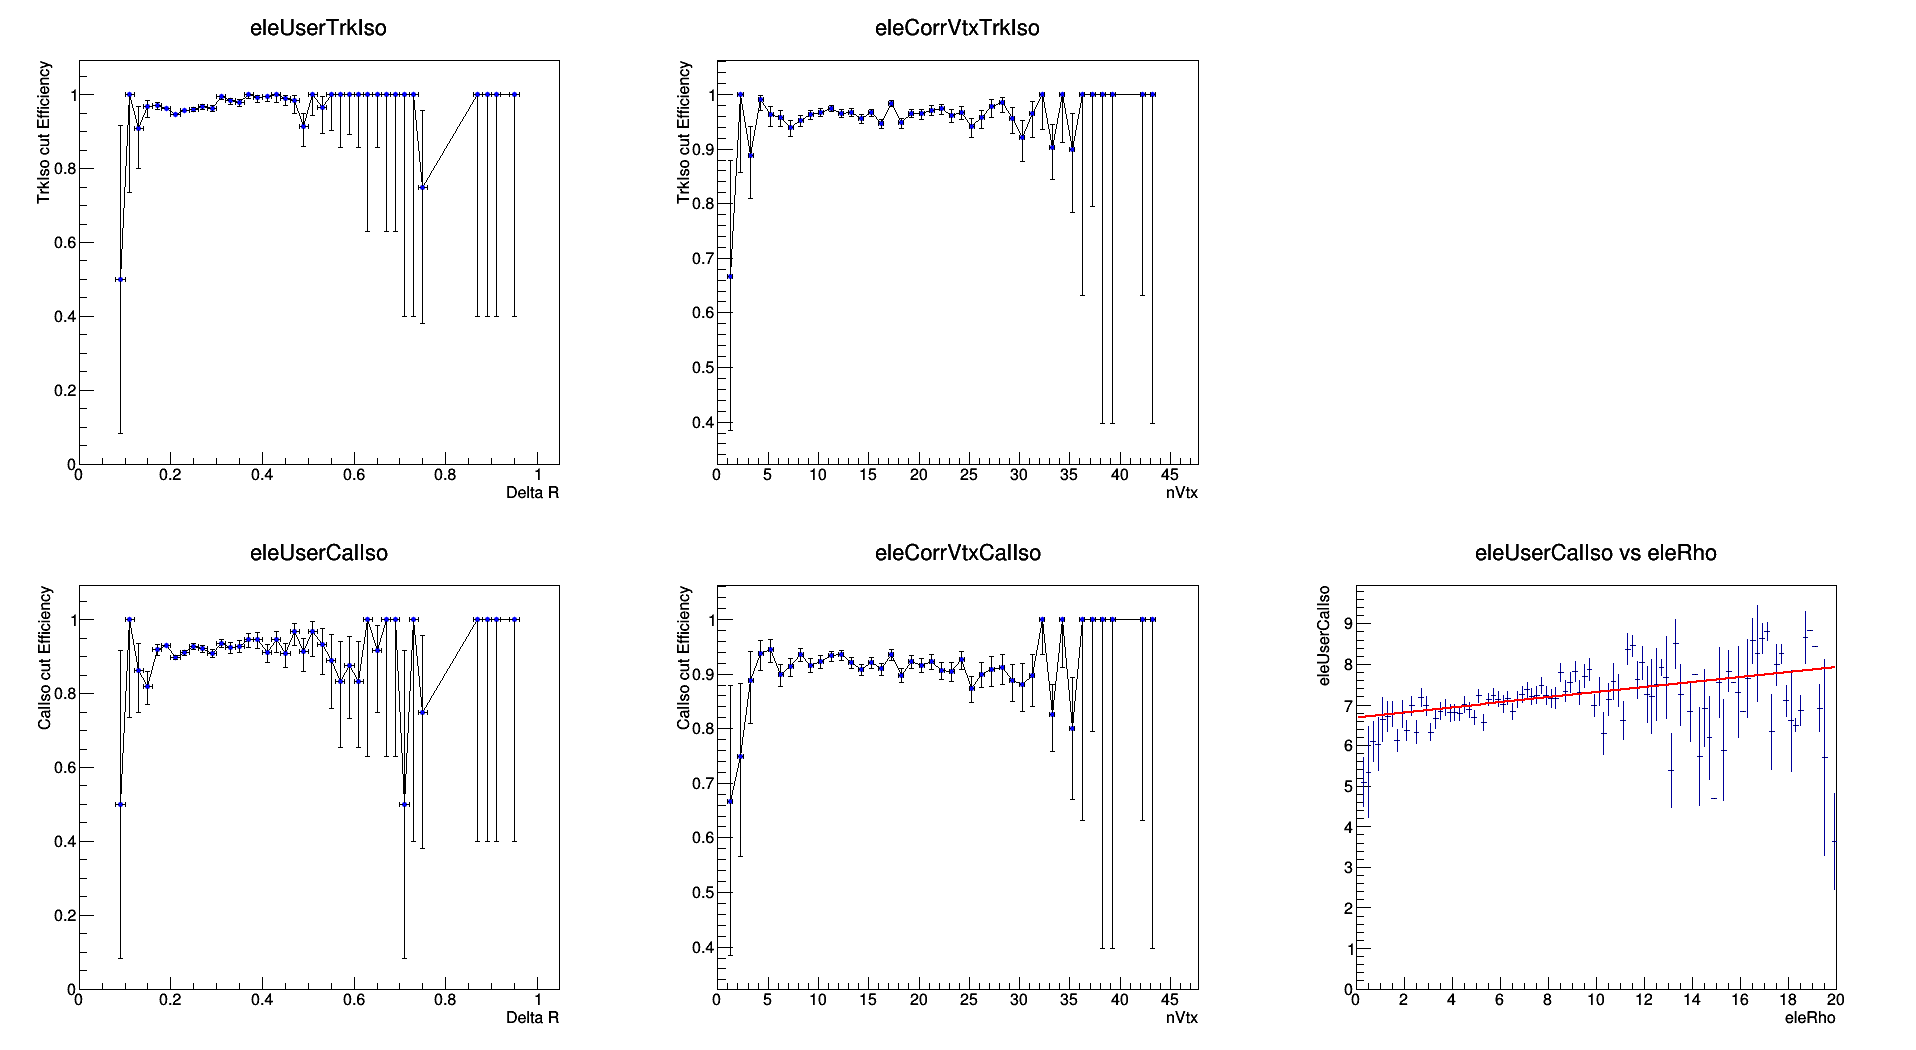 eleUserTrkIso
TrkIso cut Efficiency
1
0.8
0.6
0.4
0.2
0
0 0.2 0.4 0.6 0.8 1
Delta R
eleCorrVtxTrkIso
TrkIso cut Efficiency
1
0.9
0.8
0.7
0.6
0.5
0.4
0 5 10 15 20 25 30 35 40 45
nVtx
eleUserCalIso
CalIso cut Efficiency
1
0.8
0.6
0.4
0.2
0
0 0.2 0.4 0.6 0.8 1
Delta R
eleCorrVtxCalIso
CalIso cut Efficiency
1
0.9
0.8
0.7
0.6
0.5
0.4
0 5 10 15 20 25 30 35 40 45
nVtx
eleUserCalIso vs eleRho
eleUserCalIso
9
8
7
6
5
4
3
2
1
0
0 2 4 6 8 10 12 14 16 18 20
eleRho